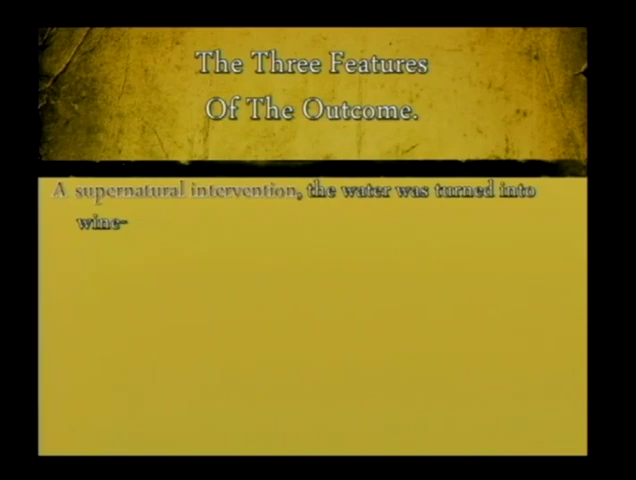 The Three Features
Of The Outcome.
A supernatural intervention, the water was turned into
wine-